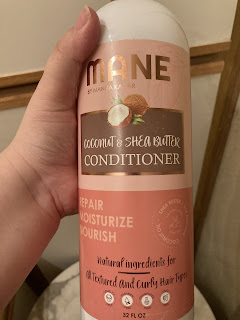 MANE
COCONUT & SHEA BUTTER
CONDITIONER
REPAIR
MOISTURIZE
NOURISH
Natural ingredients for
All Textured and Curly Hair Types
32 FL OZ